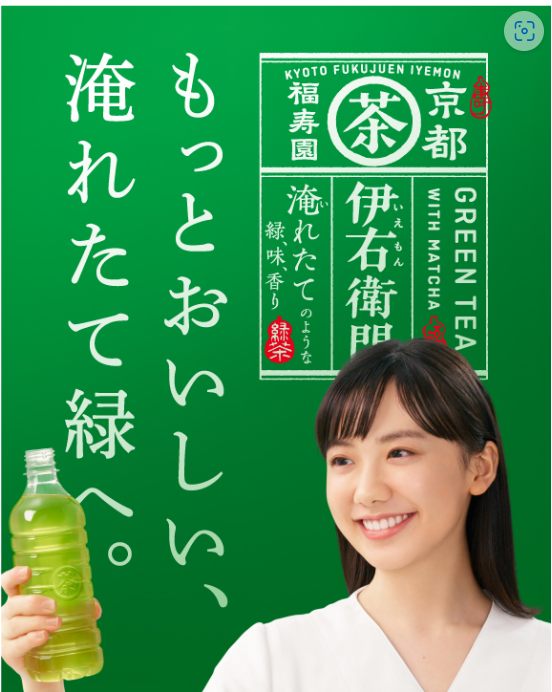 もっとおいしい、
淹れたて緑へ。
KYOTO FUKUJUEN IYEMON
京都
茶
福寿園
GREEN TEA
WITH MATCHA
伊右衛門
いえもん
淹れたてのような
い
緑、味、香り
緑茶
茶